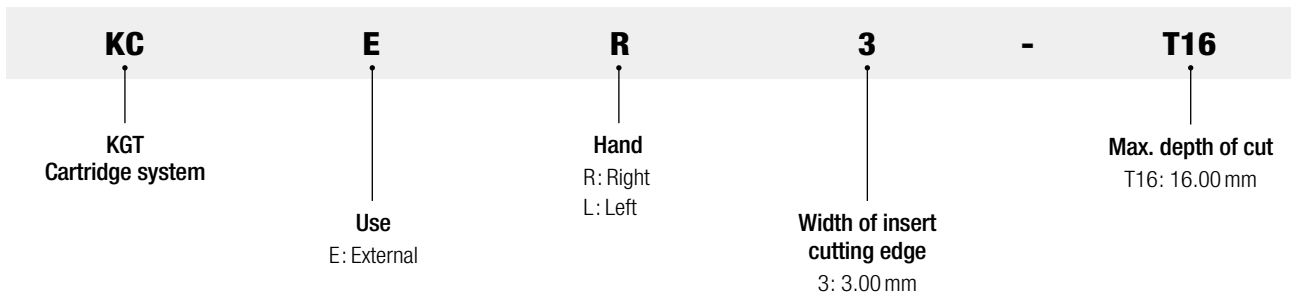 KC E R 3 - T16
KGT
Cartridge system
Use
E: External
Hand
R: Right
L: Left
Width of insert
cutting edge
3: 3.00 mm
Max. depth of cut
T16: 16.00 mm